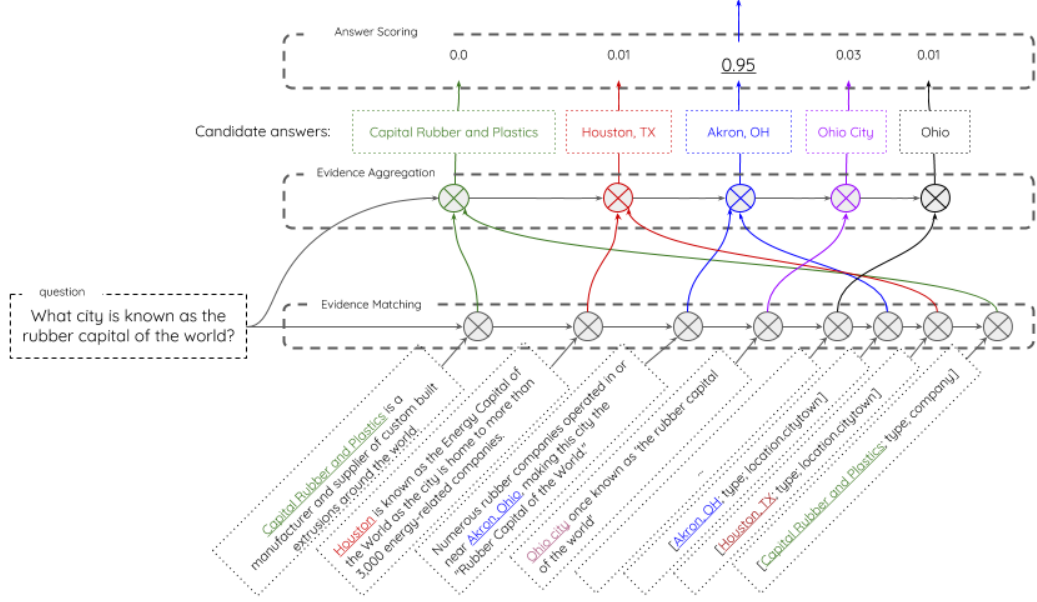 Answer Scoring
0.0
0.01
0.95
0.03
0.01
Candidate answers:
Capital Rubber and Plastics
Houston, TX
Akron, OH
Ohio City
Ohio
Evidence Aggregation
question
What city is known as the
rubber capital of the world?
Evidence Matching
Capital Rubber and Plastics is a
manufacturer and supplier of custom built
extrusions around the world.
Houston is known as the Energy Capital of
the World as the city is home to more than
3,000 energy-related companies.
Numerous rubber companies operated in or
near Akron, Ohio, making this city the
"Rubber Capital of the World."
Ohio city once known as 'the rubber capital
of the world"
...
[Akron, OH; type; location.citytown]
[Houston, TX; type; location.citytown]
[Capital Rubber and Plastics; type; company]